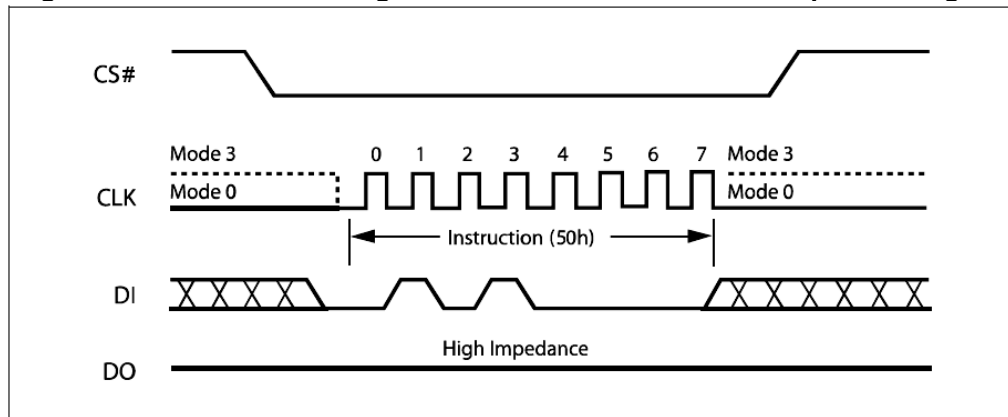 CS#
Mode 3 0 1 2 3 4 5 6 7 Mode 3
CLK Mode 0 Mode 0
Instruction (50h)
DI
High Impedance
DO